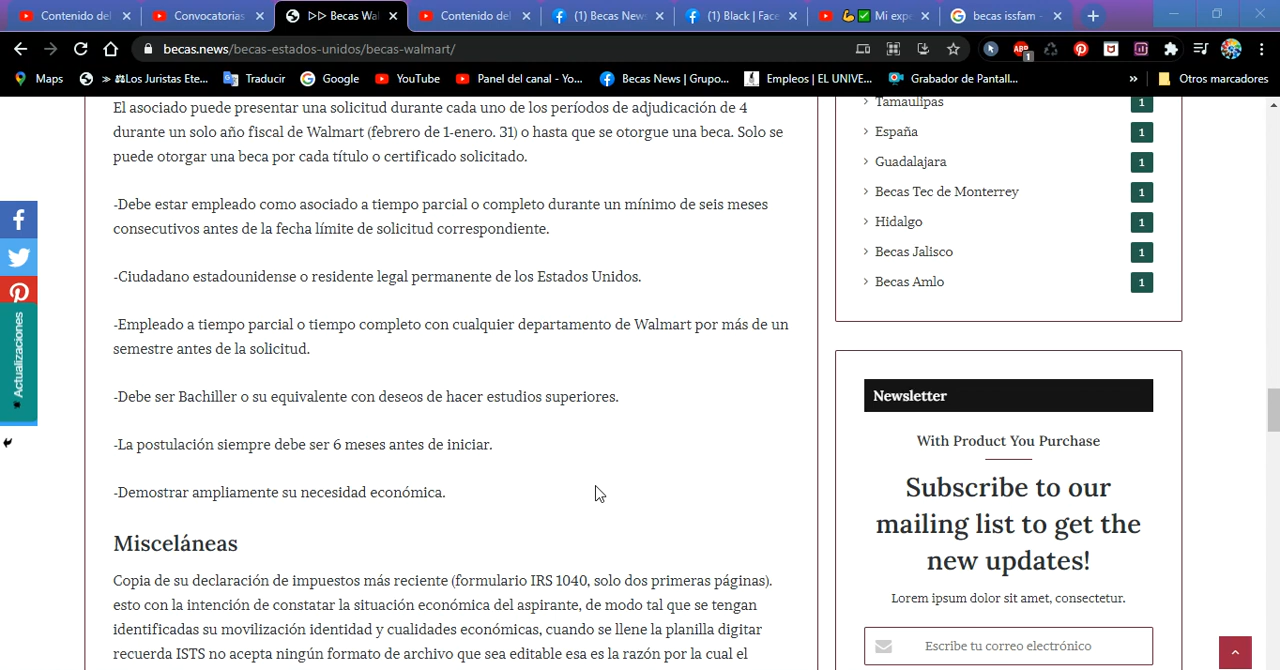 Contenido del
Convocatorias
▷▷ Becas Wal
Contenido del
(1) Becas News
(1) Black | Face
💪✅ Mi expe
becas issfam -
becas.news/becas-estados-unidos/becas-walmart/
ABP
1
Maps
» ⚖Los Juristas Ete...
Traducir
Google
YouTube
Panel del canal - Yo...
Becas News | Grupo...
Empleos | EL UNIVE...
Grabador de Pantall...
»
Otros marcadores
El asociado puede presentar una solicitud durante cada uno de los períodos de adjudicación de 4
durante un solo año fiscal de Walmart (febrero de 1-enero. 31) o hasta que se otorgue una beca. Solo se
puede otorgar una beca por cada título o certificado solicitado.
-Debe estar empleado como asociado a tiempo parcial o completo durante un mínimo de seis meses
consecutivos antes de la fecha límite de solicitud correspondiente.
-Ciudadano estadounidense o residente legal permanente de los Estados Unidos.
-Empleado a tiempo parcial o tiempo completo con cualquier departamento de Walmart por más de un
semestre antes de la solicitud.
-Debe ser Bachiller o su equivalente con deseos de hacer estudios superiores.
-La postulación siempre debe ser 6 meses antes de iniciar.
-Demostrar ampliamente su necesidad económica.
Misceláneas
Copia de su declaración de impuestos más reciente (formulario IRS 1040, solo dos primeras páginas).
esto con la intención de constatar la situación económica del aspirante, de modo tal que se tengan
identificadas su movilización identidad y cualidades económicas, cuando se llene la planilla digitar
recuerda ISTS no acepta ningún formato de archivo que sea editable esa es la razón por la cual el
Actualizaciones
Tamaulipas 1
España 1
Guadalajara 1
Becas Tec de Monterrey 1
Hidalgo 1
Becas Jalisco 1
Becas Amlo 1
Newsletter
With Product You Purchase
Subscribe to our
mailing list to get the
new updates!
Lorem ipsum dolor sit amet, consectetur.
Escribe tu correo electrónico